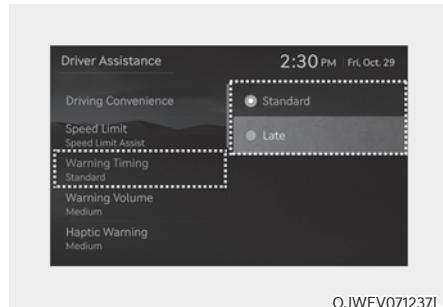 Driver Assistance
2:30 PM Fri, Oct. 29
Driving Convenience
Speed Limit
Speed Limit Assist
Warning Timing
Standard
Warning Volume
Medium
Haptic Warning
Medium
Standard
Late
OJWEV071237L